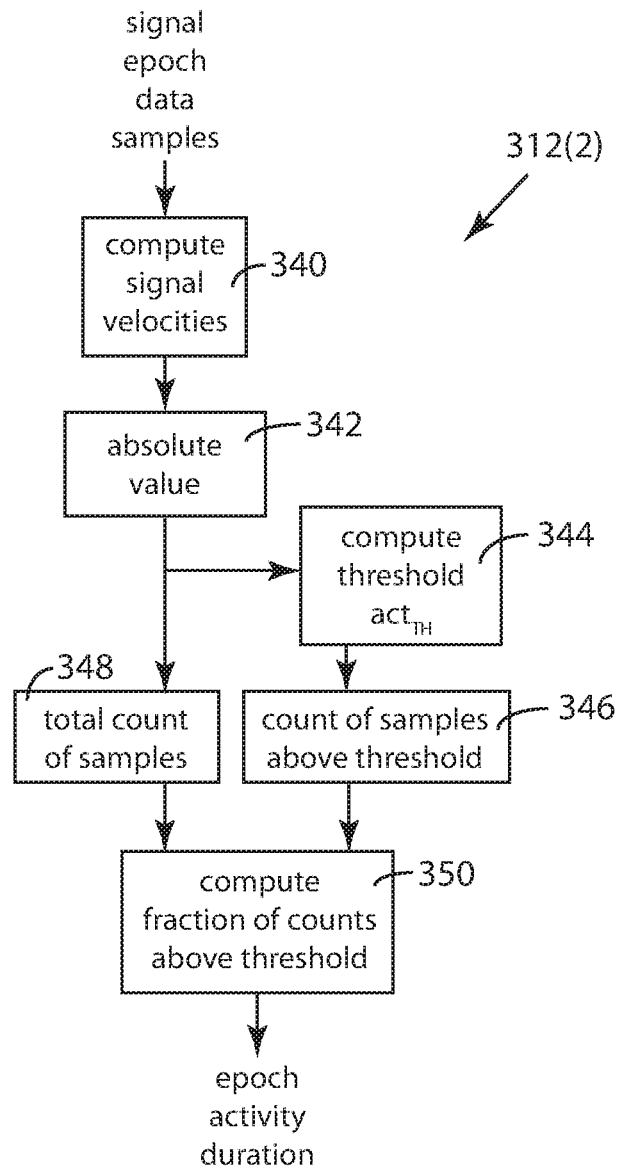 signal
epoch
data
samples
312(2)
compute
signal
velocities
340
absolute
value
342
compute
threshold
act_TH
344
348
total count
of samples
count of samples
above threshold
346
compute
fraction of counts
above threshold
350
epoch
activity
duration